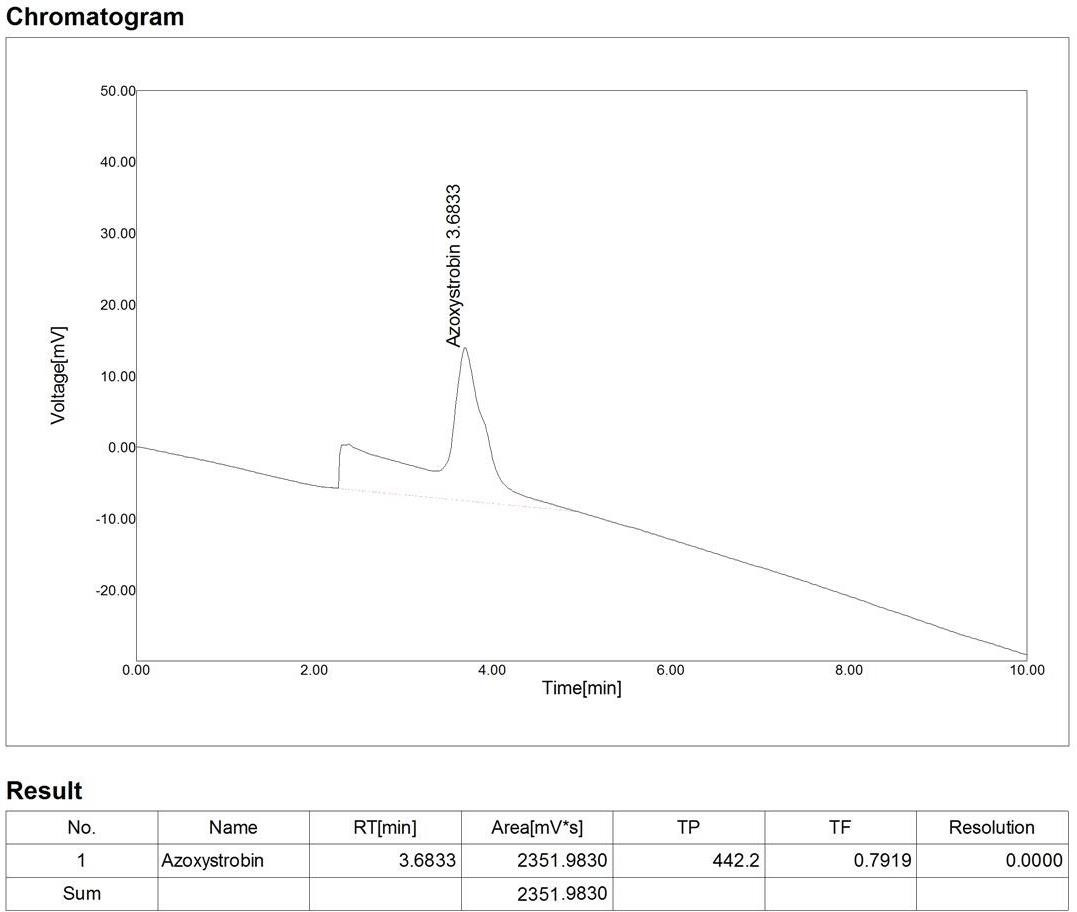 Chromatogram
50.00
40.00
30.00
20.00
10.00
0.00
-10.00
-20.00
Voltage[mV]
Azoxystrobin 3.6833
0.00 2.00 4.00 6.00 8.00 10.00
Time[min]
Result
No. Name RT[min] Area[mV*s] TP TF Resolution
1 Azoxystrobin 3.6833 2351.9830 442.2 0.7919 0.0000
Sum 2351.9830